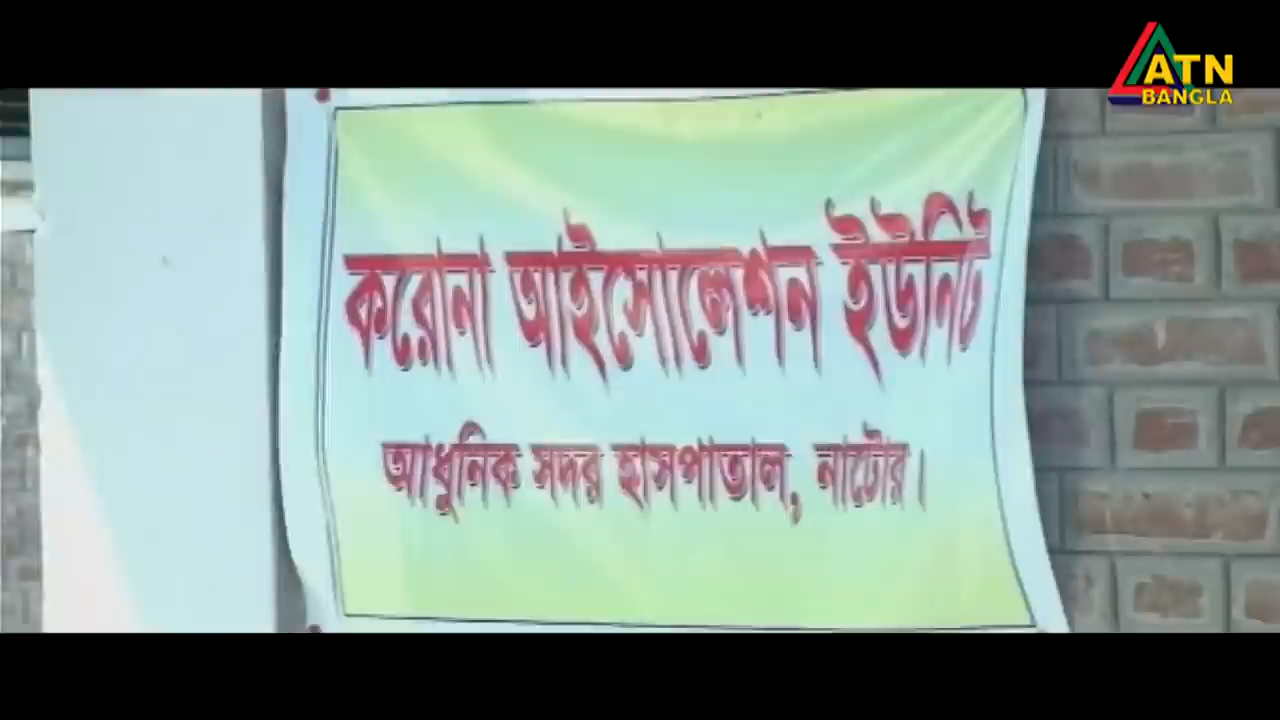 ATN
BANGLA
করোনা আইসোলেশন ইউনিট
আধুনিক সদর হাসপাতাল, নাটোর।